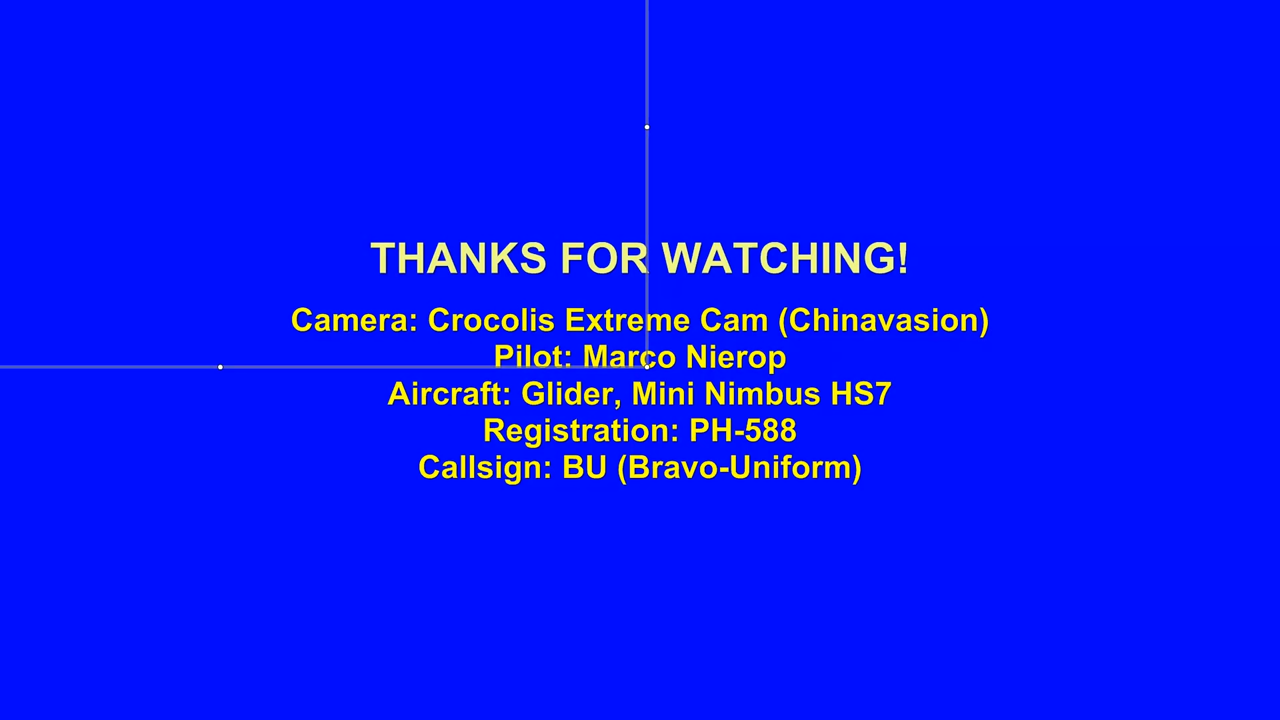 THANKS FOR WATCHING!
Camera: Crocolis Extreme Cam (Chinavasion)
Pilot: Marco Nierop
Aircraft: Glider, Mini Nimbus HS7
Registration: PH-588
Callsign: BU (Bravo-Uniform)